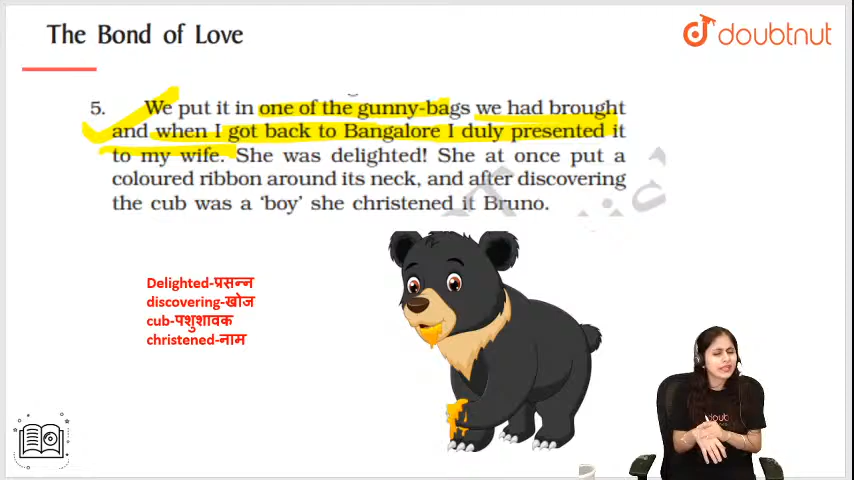 The Bond of Love
doubtnut
5. We put it in one of the gunny-bags we had brought
and when I got back to Bangalore I duly presented it
to my wife. She was delighted! She at once put a
coloured ribbon around its neck, and after discovering
the cub was a ‘boy’ she christened it Bruno.
Delighted-प्रसन्न
discovering-खोज
cub-पशुशावक
christened-नाम